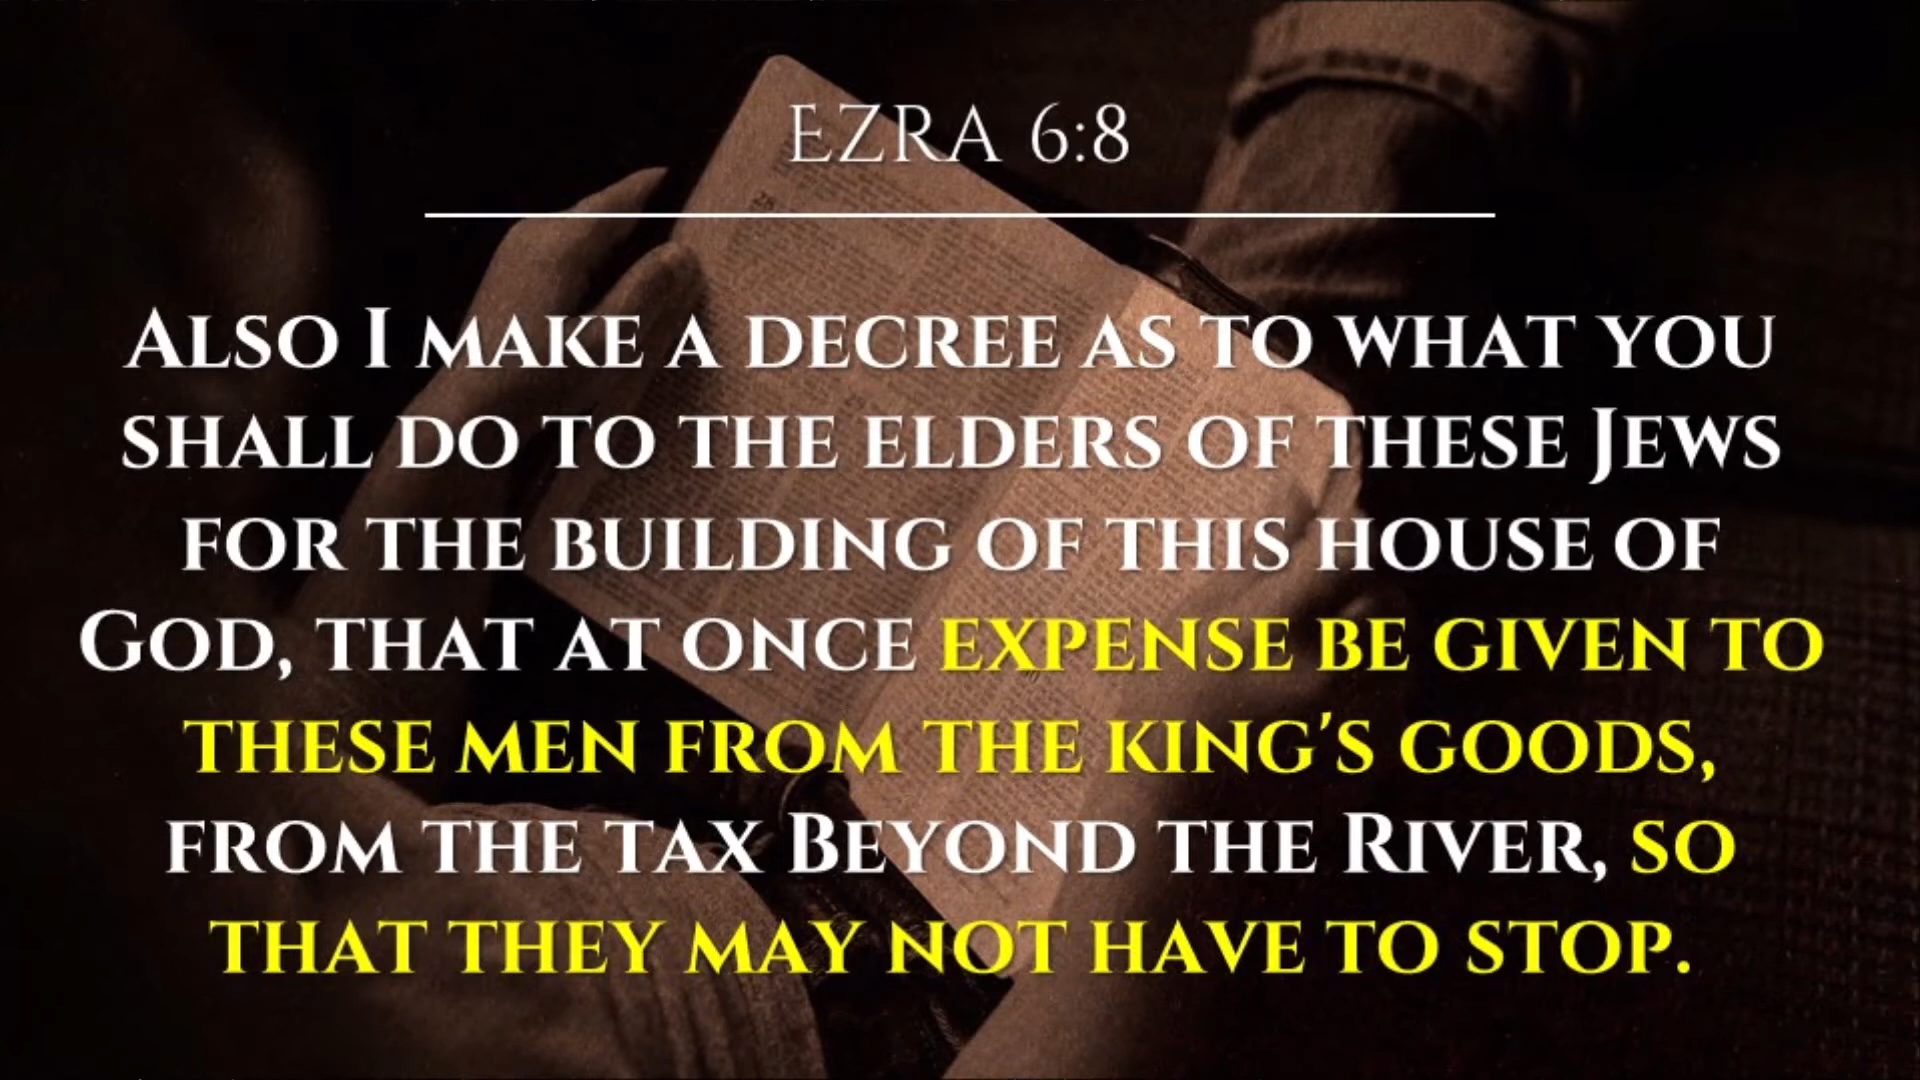 EZRA 6:8
Also I make a decree as to what you
shall do to the elders of these Jews
for the building of this house of
God, that at once expense be given to
these men from the king's goods,
from the tax Beyond the River, so
that they may not have to stop.